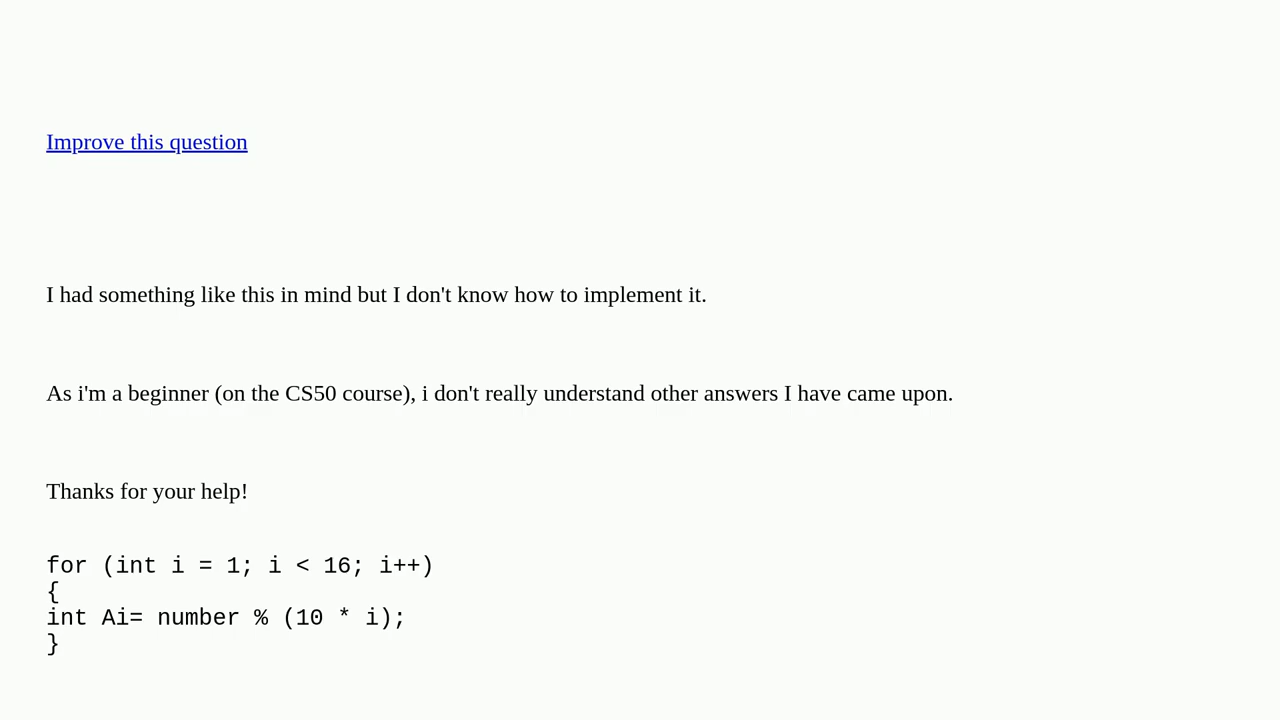 Improve this question
I had something like this in mind but I don't know how to implement it.
As i'm a beginner (on the CS50 course), i don't really understand other answers I have came upon.
Thanks for your help!
for (int i = 1; i < 16; i++)
{
int Ai= number % (10 * i);
}